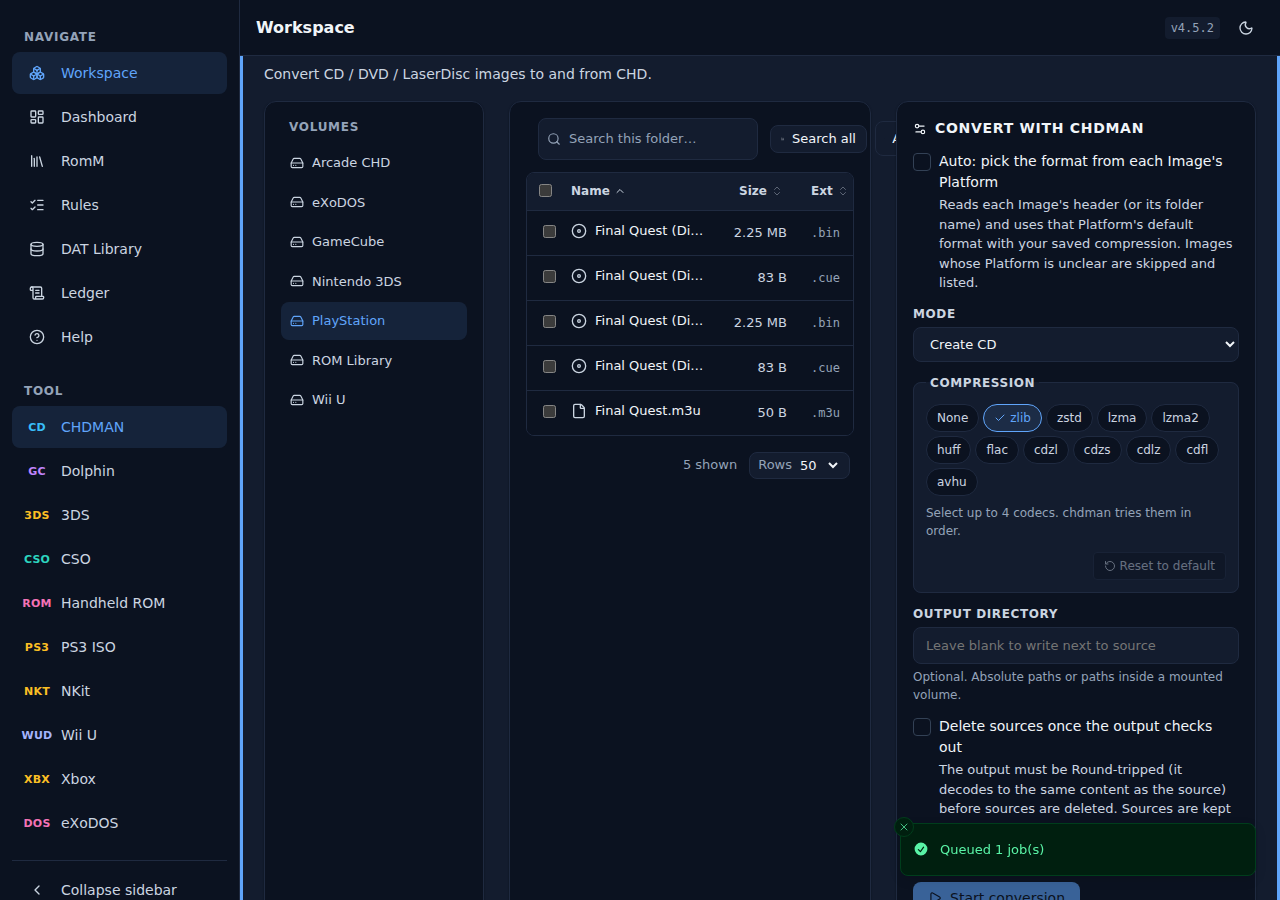 NAVIGATE
Workspace
Dashboard
RomM
Rules
DAT Library
Ledger
Help
TOOL
CD CHDMAN
GC Dolphin
3DS 3DS
CSO CSO
ROM Handheld ROM
PS3 PS3 ISO
NKT NKit
WUD Wii U
XBX Xbox
DOS eXoDOS
Collapse sidebar
Workspace
v4.5.2
Convert CD / DVD / LaserDisc images to and from CHD.
VOLUMES
Arcade CHD
eXoDOS
GameCube
Nintendo 3DS
PlayStation
ROM Library
Wii U
Search this folder…
Search all
Name Size Ext
Final Quest (Di… 2.25 MB .bin
Final Quest (Di… 83 B .cue
Final Quest (Di… 2.25 MB .bin
Final Quest (Di… 83 B .cue
Final Quest.m3u 50 B .m3u
5 shown Rows 50
CONVERT WITH CHDMAN
Auto: pick the format from each Image's
Platform
Reads each Image's header (or its folder
name) and uses that Platform's default
format with your saved compression. Images
whose Platform is unclear are skipped and
listed.
MODE
Create CD
COMPRESSION
None zlib zstd lzma lzma2
huff flac cdzl cdzs cdlz cdfl
avhu
Select up to 4 codecs. chdman tries them in
order.
Reset to default
OUTPUT DIRECTORY
Leave blank to write next to source
Optional. Absolute paths or paths inside a mounted
volume.
Delete sources once the output checks
out
The output must be Round-tripped (it
decodes to the same content as the source)
before sources are deleted. Sources are kept
Queued 1 job(s)
Start conversion